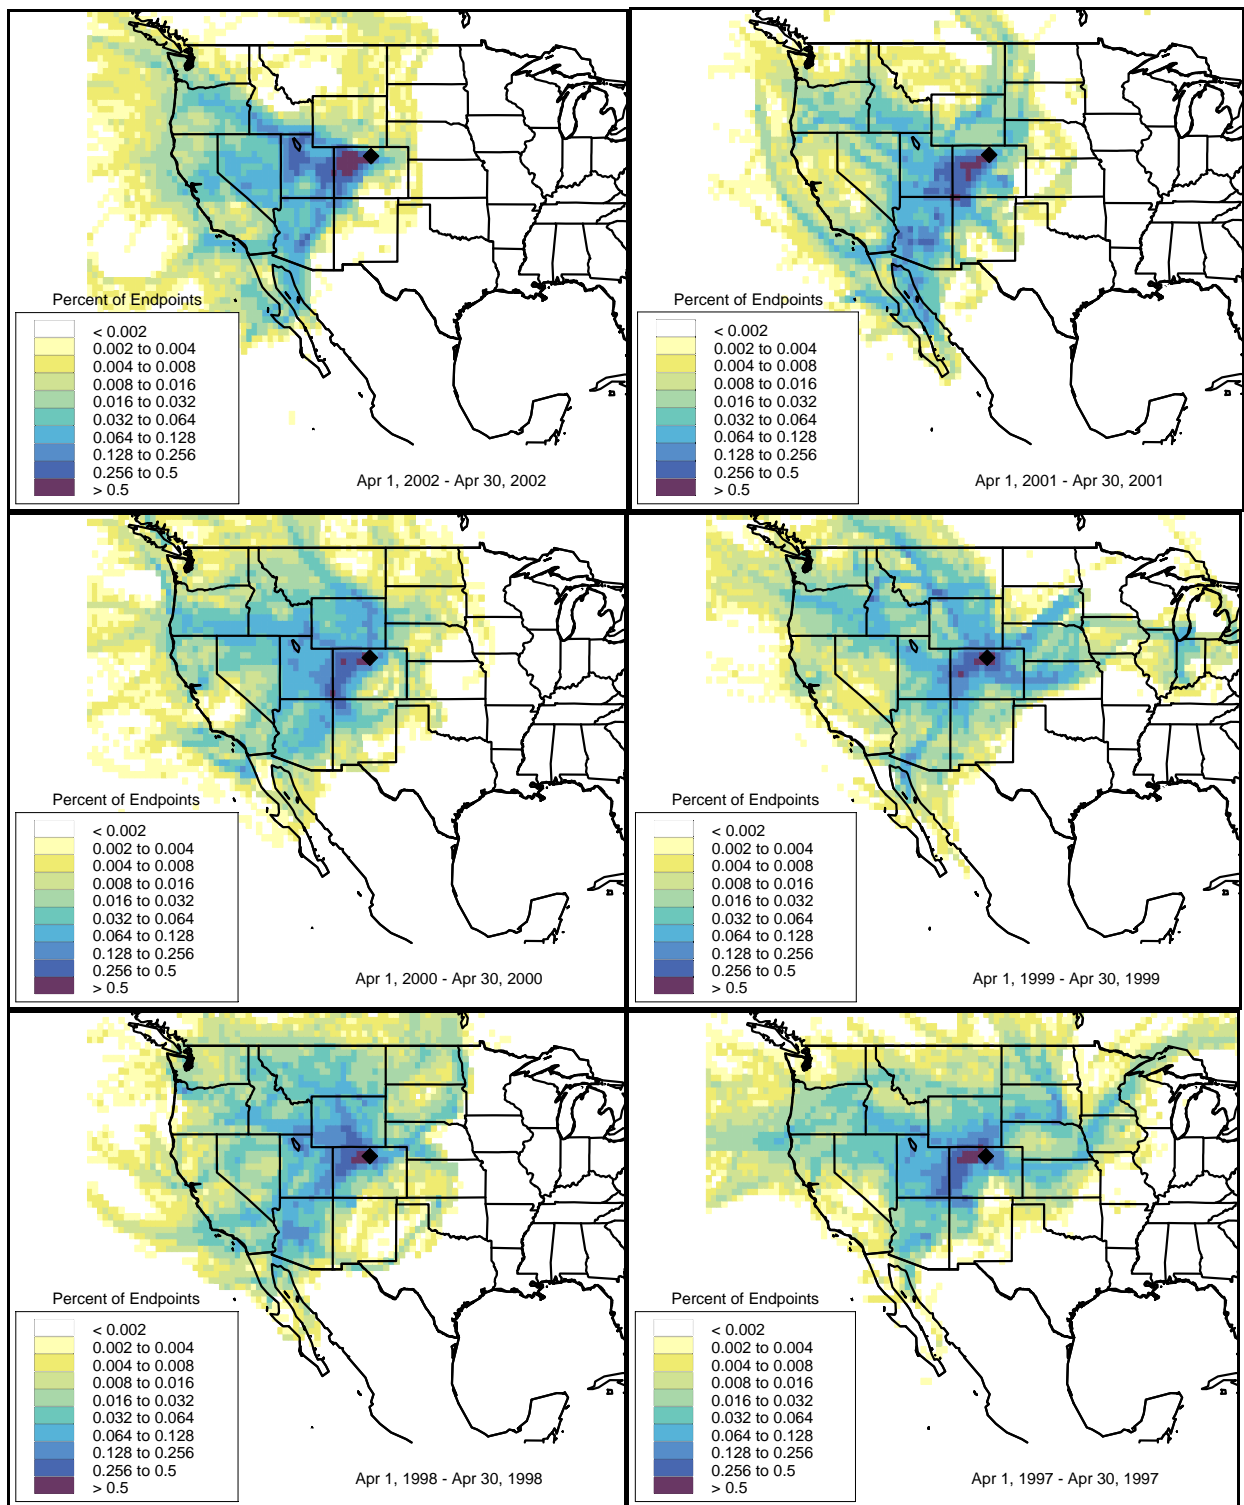 Percent of Endpoints
< 0.002
0.002 to 0.004
0.004 to 0.008
0.008 to 0.016
0.016 to 0.032
0.032 to 0.064
0.064 to 0.128
0.128 to 0.256
0.256 to 0.5
> 0.5
Apr 1, 2002 - Apr 30, 2002
Percent of Endpoints
< 0.002
0.002 to 0.004
0.004 to 0.008
0.008 to 0.016
0.016 to 0.032
0.032 to 0.064
0.064 to 0.128
0.128 to 0.256
0.256 to 0.5
> 0.5
Apr 1, 2001 - Apr 30, 2001
Percent of Endpoints
< 0.002
0.002 to 0.004
0.004 to 0.008
0.008 to 0.016
0.016 to 0.032
0.032 to 0.064
0.064 to 0.128
0.128 to 0.256
0.256 to 0.5
> 0.5
Apr 1, 2000 - Apr 30, 2000
Percent of Endpoints
< 0.002
0.002 to 0.004
0.004 to 0.008
0.008 to 0.016
0.016 to 0.032
0.032 to 0.064
0.064 to 0.128
0.128 to 0.256
0.256 to 0.5
> 0.5
Apr 1, 1999 - Apr 30, 1999
Percent of Endpoints
< 0.002
0.002 to 0.004
0.004 to 0.008
0.008 to 0.016
0.016 to 0.032
0.032 to 0.064
0.064 to 0.128
0.128 to 0.256
0.256 to 0.5
> 0.5
Apr 1, 1998 - Apr 30, 1998
Percent of Endpoints
< 0.002
0.002 to 0.004
0.004 to 0.008
0.008 to 0.016
0.016 to 0.032
0.032 to 0.064
0.064 to 0.128
0.128 to 0.256
0.256 to 0.5
> 0.5
Apr 1, 1997 - Apr 30, 1997